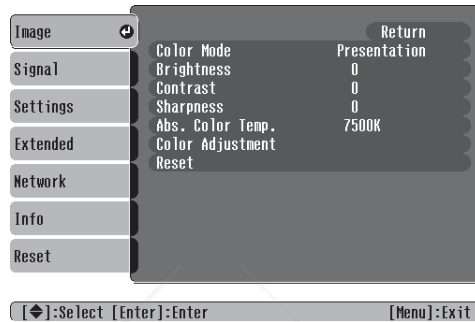 Image
Signal
Settings
Extended
Network
Info
Reset
Return
Color Mode Presentation
Brightness 0
Contrast 0
Sharpness 0
Abs. Color Temp. 7500K
Color Adjustment
Reset
[◆]:Select [Enter]:Enter [Menu]:Exit